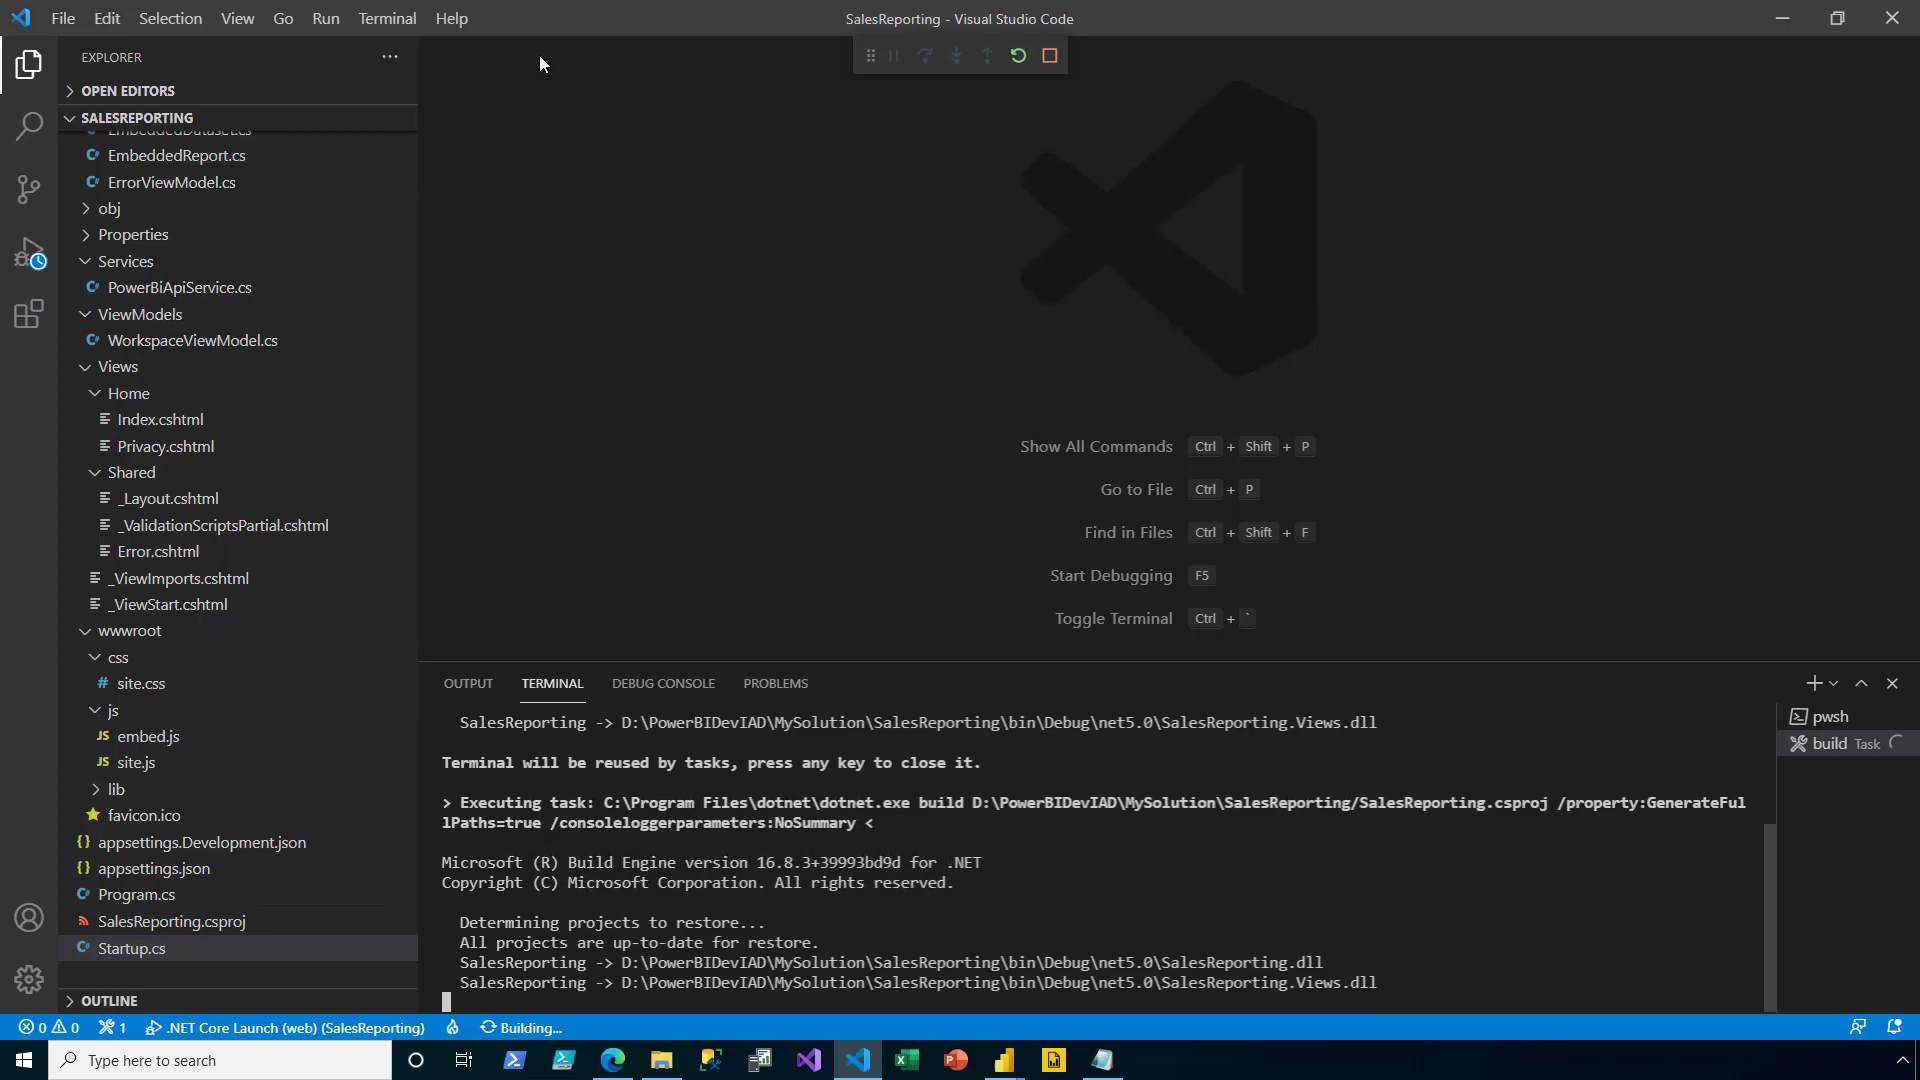 File Edit Selection View Go Run Terminal Help
SalesReporting - Visual Studio Code
EXPLORER
OPEN EDITORS
SALESREPORTING
EmbeddedDataset.cs
EmbeddedReport.cs
ErrorViewModel.cs
obj
Properties
Services
PowerBiApiService.cs
ViewModels
WorkspaceViewModel.cs
Views
Home
Index.cshtml
Privacy.cshtml
Shared
_Layout.cshtml
_ValidationScriptsPartial.cshtml
Error.cshtml
_ViewImports.cshtml
_ViewStart.cshtml
wwwroot
css
# site.css
js
JS embed.js
JS site.js
lib
favicon.ico
{} appsettings.Development.json
{} appsettings.json
Program.cs
SalesReporting.csproj
Startup.cs
OUTLINE
Show All Commands Ctrl + Shift + P
Go to File Ctrl + P
Find in Files Ctrl + Shift + F
Start Debugging F5
Toggle Terminal Ctrl + `
OUTPUT TERMINAL DEBUG CONSOLE PROBLEMS
SalesReporting -> D:\PowerBIDevIAD\MySolution\SalesReporting\bin\Debug\net5.0\SalesReporting.Views.dll
Terminal will be reused by tasks, press any key to close it.
> Executing task: C:\Program Files\dotnet\dotnet.exe build D:\PowerBIDevIAD\MySolution\SalesReporting/SalesReporting.csproj /property:GenerateFul
lPaths=true /consoleloggerparameters:NoSummary <
Microsoft (R) Build Engine version 16.8.3+39993bd9d for .NET
Copyright (C) Microsoft Corporation. All rights reserved.
Determining projects to restore...
All projects are up-to-date for restore.
SalesReporting -> D:\PowerBIDevIAD\MySolution\SalesReporting\bin\Debug\net5.0\SalesReporting.dll
SalesReporting -> D:\PowerBIDevIAD\MySolution\SalesReporting\bin\Debug\net5.0\SalesReporting.Views.dll
pwsh
build Task
0 0 1 .NET Core Launch (web) (SalesReporting) Building...
Type here to search